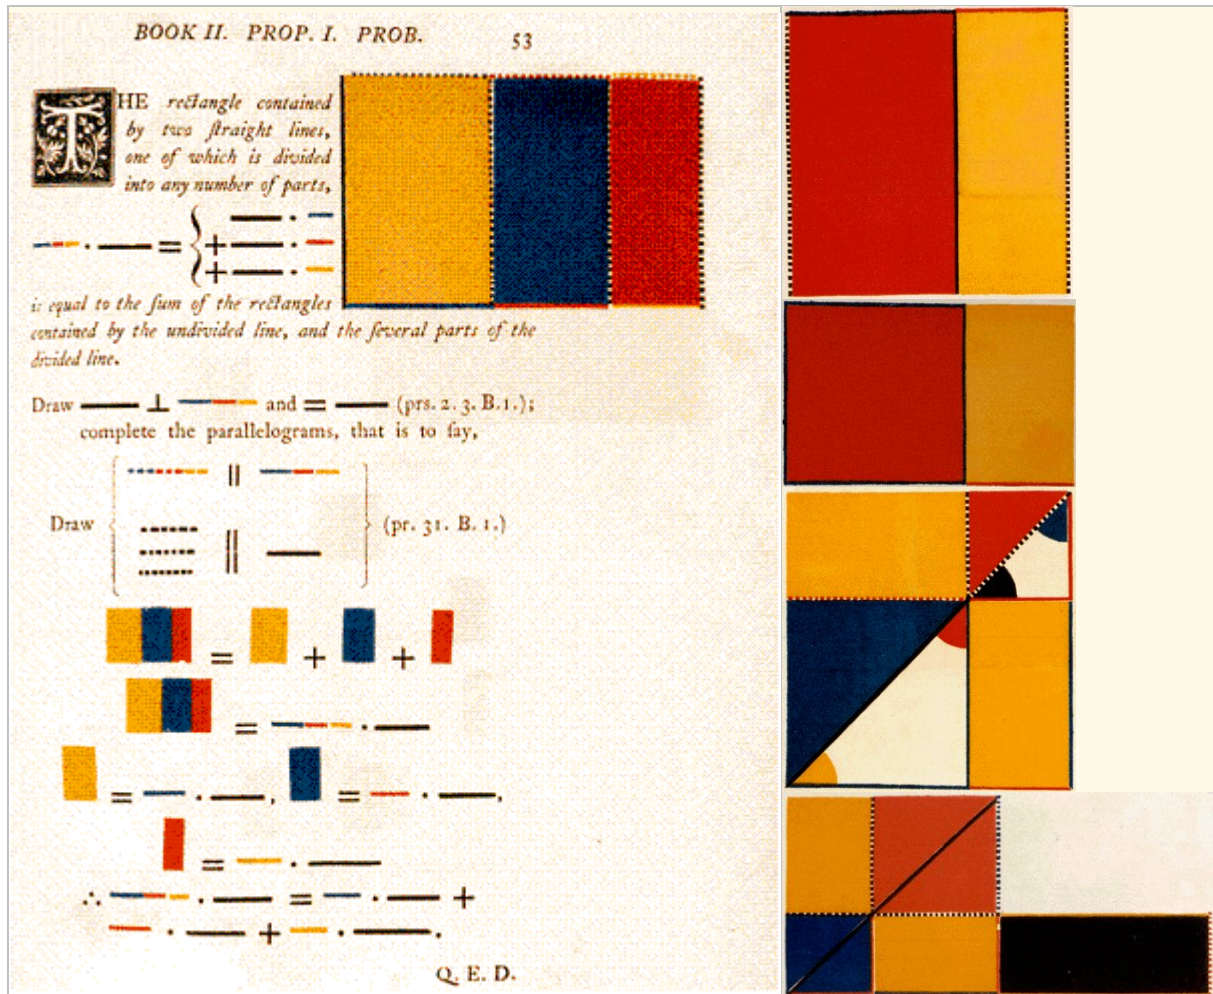 BOOK II. PROP. I. PROB. 53
THE rectangle contained
by two ſtraight lines,
one of which is divided
into any number of parts,
is equal to the ſum of the rectangles
contained by the undivided line, and the ſeveral parts of the
divided line.
Draw ⊥ and = (prs. 2. 3. B.1.);
complete the parallelograms, that is to ſay,
Draw (pr. 31. B. 1.)
= + +
= ·
= · , = · .
= ·
∴ · = · +
· + · .
Q. E. D.